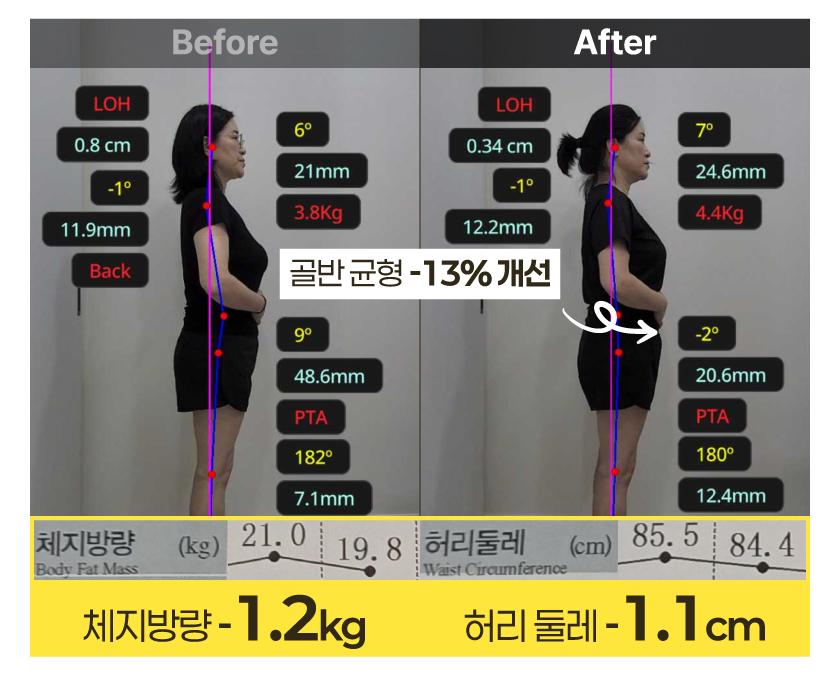 Before
After
LOH
0.8 cm
-1º
11.9mm
Back
6º
21mm
3.8Kg
9º
48.6mm
PTA
182º
7.1mm
LOH
0.34 cm
-1º
12.2mm
7º
24.6mm
4.4Kg
-2º
20.6mm
PTA
180º
12.4mm
골반 균형 -13% 개선
체지방량 (kg) 21.0 19.8
Body Fat Mass
허리둘레 (cm) 85.5 84.4
Waist Circumference
체지방량 -1.2kg
허리 둘레 -1.1cm